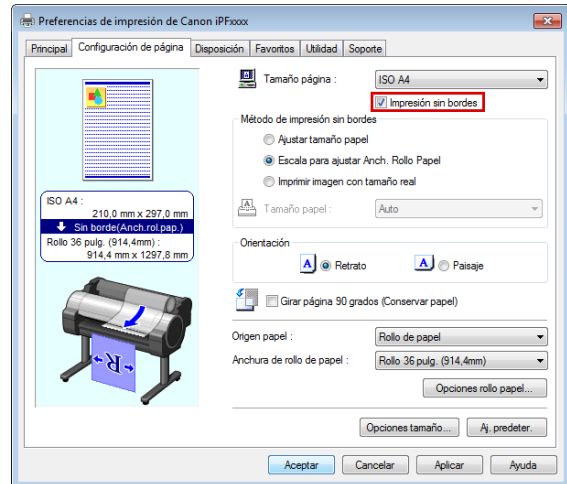 Preferencias de impresión de Canon iPFxxxx
Principal Configuración de página Disposición Favoritos Utilidad Soporte
Tamaño página : ISO A4
Impresión sin bordes
Método de impresión sin bordes
Ajustar tamaño papel
Escala para ajustar Anch. Rollo Papel
Imprimir imagen con tamaño real
Tamaño papel : Auto
ISO A4 :
210,0 mm x 297,0 mm
Sin borde(Anch.rol.pap.)
Rollo 36 pulg. (914,4mm) :
914,4 mm x 1297,8 mm
Orientación
A Retrato A Paisaje
Girar página 90 grados (Conservar papel)
Origen papel : Rollo de papel
Anchura de rollo de papel : Rollo 36 pulg. (914,4mm)
R
Opciones rollo papel...
Opciones tamaño... Aj. predeter.
Aceptar Cancelar Aplicar Ayuda